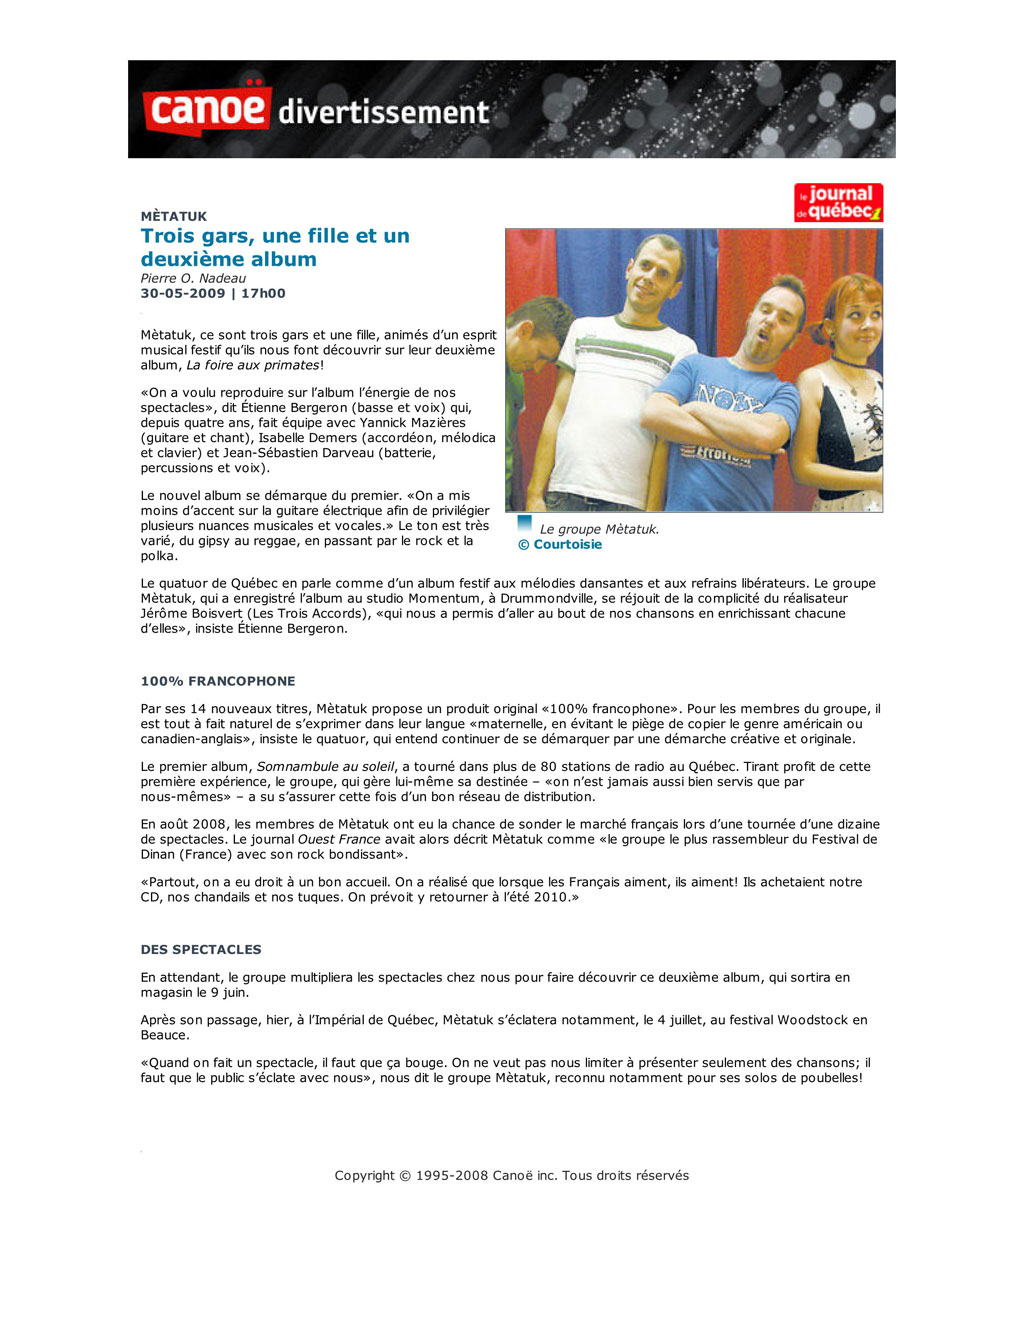 canoë divertissement
le journal
de québec
MÈTATUK
Trois gars, une fille et un
deuxième album
Pierre O. Nadeau
30-05-2009 | 17h00
Mètatuk, ce sont trois gars et une fille, animés d’un esprit
musical festif qu’ils nous font découvrir sur leur deuxième
album, La foire aux primates!
«On a voulu reproduire sur l’album l’énergie de nos
spectacles», dit Étienne Bergeron (basse et voix) qui,
depuis quatre ans, fait équipe avec Yannick Mazières
(guitare et chant), Isabelle Demers (accordéon, mélodica
et clavier) et Jean-Sébastien Darveau (batterie,
percussions et voix).
Le nouvel album se démarque du premier. «On a mis
moins d’accent sur la guitare électrique afin de privilégier
plusieurs nuances musicales et vocales.» Le ton est très
varié, du gipsy au reggae, en passant par le rock et la
polka.
Le groupe Mètatuk.
© Courtoisie
Le quatuor de Québec en parle comme d’un album festif aux mélodies dansantes et aux refrains libérateurs. Le groupe
Mètatuk, qui a enregistré l’album au studio Momentum, à Drummondville, se réjouit de la complicité du réalisateur
Jérôme Boisvert (Les Trois Accords), «qui nous a permis d’aller au bout de nos chansons en enrichissant chacune
d’elles», insiste Étienne Bergeron.
100% FRANCOPHONE
Par ses 14 nouveaux titres, Mètatuk propose un produit original «100% francophone». Pour les membres du groupe, il
est tout à fait naturel de s’exprimer dans leur langue «maternelle, en évitant le piège de copier le genre américain ou
canadien-anglais», insiste le quatuor, qui entend continuer de se démarquer par une démarche créative et originale.
Le premier album, Somnambule au soleil, a tourné dans plus de 80 stations de radio au Québec. Tirant profit de cette
première expérience, le groupe, qui gère lui-même sa destinée – «on n’est jamais aussi bien servis que par
nous-mêmes» – a su s’assurer cette fois d’un bon réseau de distribution.
En août 2008, les membres de Mètatuk ont eu la chance de sonder le marché français lors d’une tournée d’une dizaine
de spectacles. Le journal Ouest France avait alors décrit Mètatuk comme «le groupe le plus rassembleur du Festival de
Dinan (France) avec son rock bondissant».
«Partout, on a eu droit à un bon accueil. On a réalisé que lorsque les Français aiment, ils aiment! Ils achetaient notre
CD, nos chandails et nos tuques. On prévoit y retourner à l’été 2010.»
DES SPECTACLES
En attendant, le groupe multipliera les spectacles chez nous pour faire découvrir ce deuxième album, qui sortira en
magasin le 9 juin.
Après son passage, hier, à l’Impérial de Québec, Mètatuk s’éclatera notamment, le 4 juillet, au festival Woodstock en
Beauce.
«Quand on fait un spectacle, il faut que ça bouge. On ne veut pas nous limiter à présenter seulement des chansons; il
faut que le public s’éclate avec nous», nous dit le groupe Mètatuk, reconnu notamment pour ses solos de poubelles!
Copyright © 1995-2008 Canoë inc. Tous droits réservés